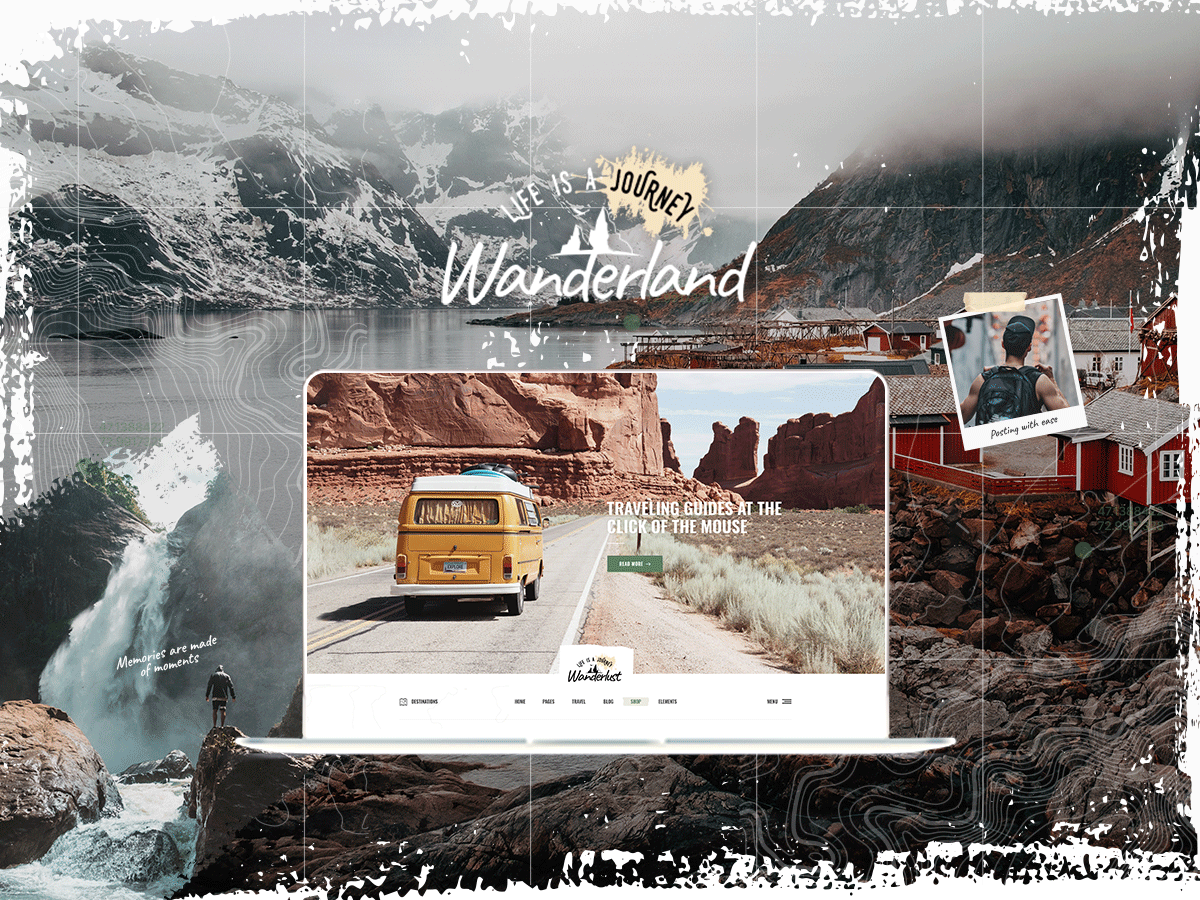 LIFE IS A JOURNEY
Wanderland
Posting with ease
TRAVELING GUIDES AT THE
CLICK OF THE MOUSE
READ MORE
EXPLORE
Memories are made
of moments
LIFE IS A JOURNEY
Wanderlust
DESTINATIONS
HOME
PAGES
TRAVEL
BLOG
SHOP
ELEMENTS
MENU